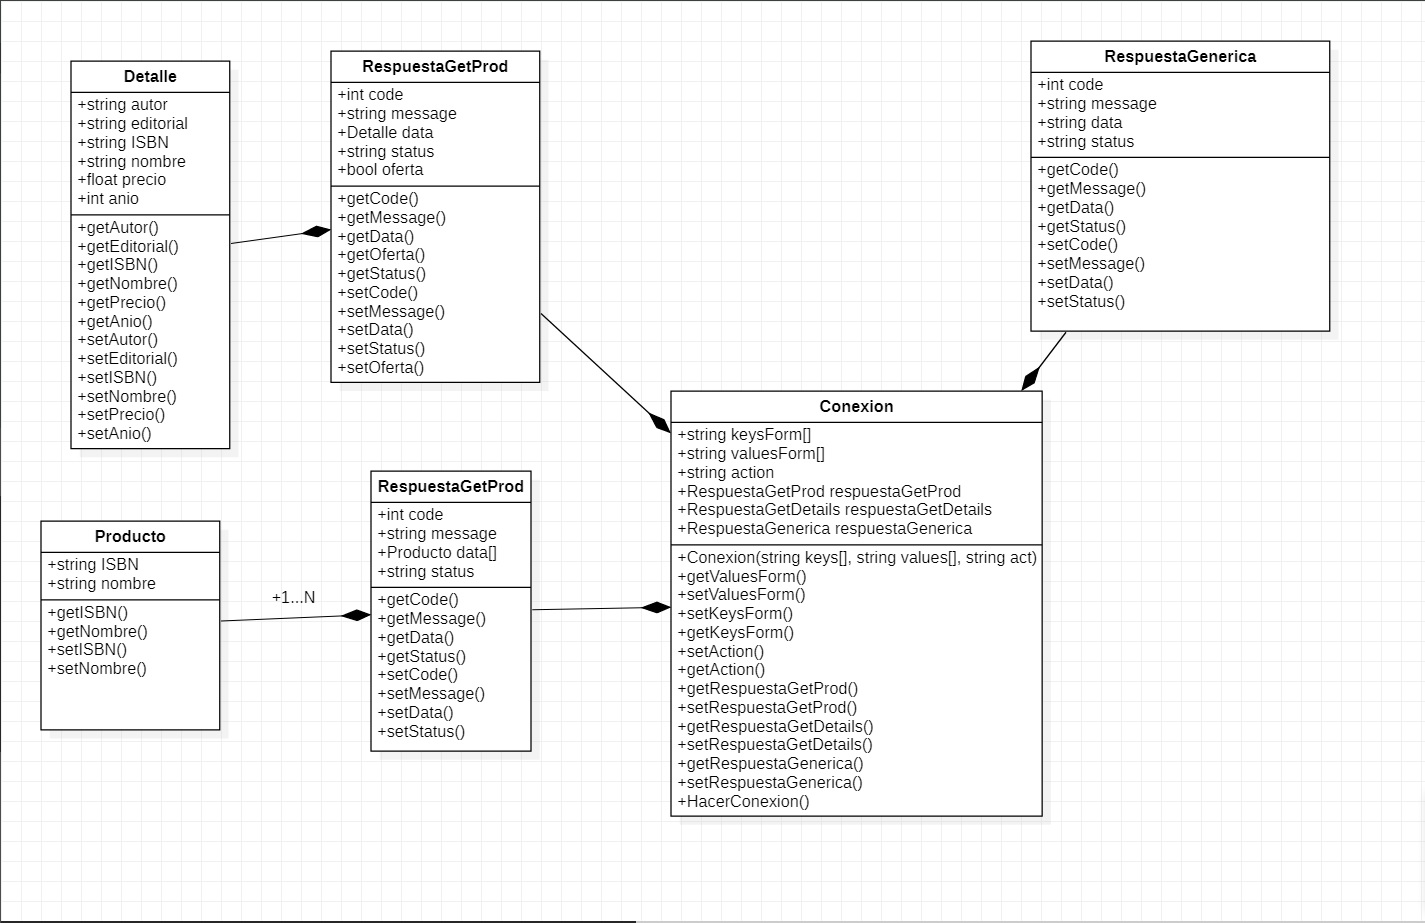 Detalle
+string autor
+string editorial
+string ISBN
+string nombre
+float precio
+int anio
+getAutor()
+getEditorial()
+getISBN()
+getNombre()
+getPrecio()
+getAnio()
+setAutor()
+setEditorial()
+setISBN()
+setNombre()
+setPrecio()
+setAnio()
RespuestaGetProd
+int code
+string message
+Detalle data
+string status
+bool oferta
+getCode()
+getMessage()
+getData()
+getOferta()
+getStatus()
+setCode()
+setMessage()
+setData()
+setStatus()
+setOferta()
RespuestaGenerica
+int code
+string message
+string data
+string status
+getCode()
+getMessage()
+getData()
+getStatus()
+setCode()
+setMessage()
+setData()
+setStatus()
Producto
+string ISBN
+string nombre
+getISBN()
+getNombre()
+setISBN()
+setNombre()
+1...N
RespuestaGetProd
+int code
+string message
+Producto data[]
+string status
+getCode()
+getMessage()
+getData()
+getStatus()
+setCode()
+setMessage()
+setData()
+setStatus()
Conexion
+string keysForm[]
+string valuesForm[]
+string action
+RespuestaGetProd respuestaGetProd
+RespuestaGetDetails respuestaGetDetails
+RespuestaGenerica respuestaGenerica
+Conexion(string keys[], string values[], string act)
+getValuesForm()
+setValuesForm()
+setKeysForm()
+getKeysForm()
+setAction()
+getAction()
+getRespuestaGetProd()
+setRespuestaGetProd()
+getRespuestaGetDetails()
+setRespuestaGetDetails()
+getRespuestaGenerica()
+setRespuestaGenerica()
+HacerConexion()